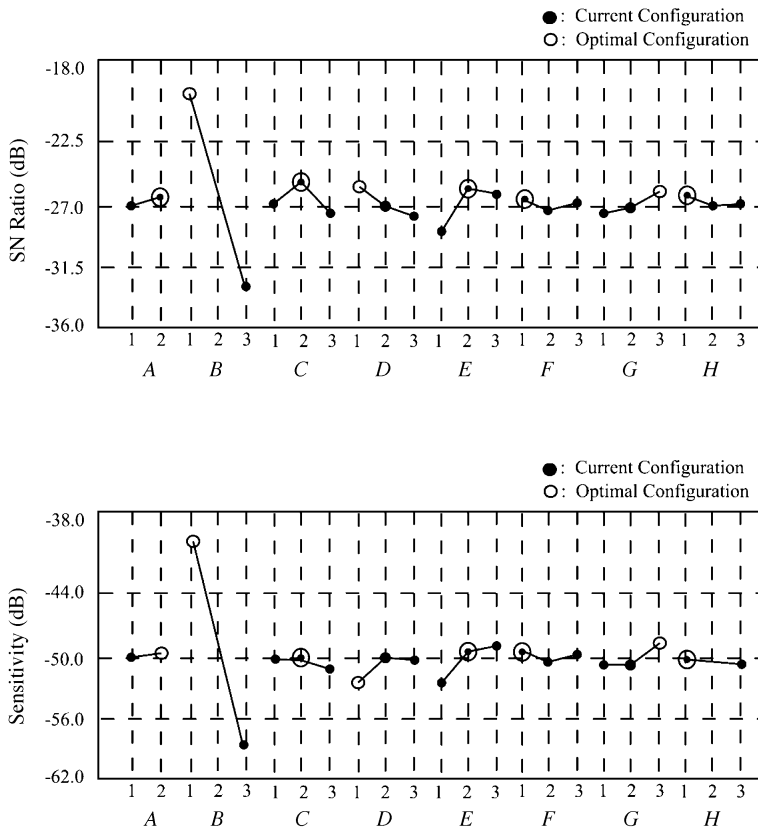 ● : Current Configuration
○ : Optimal Configuration
-18.0
-22.5
-27.0
-31.5
-36.0
SN Ratio (dB)
1 2 1 2 3 1 2 3 1 2 3 1 2 3 1 2 3 1 2 3 1 2 3
A B C D E F G H
● : Current Configuration
○ : Optimal Configuration
-38.0
-44.0
-50.0
-56.0
-62.0
Sensitivity (dB)
1 2 1 2 3 1 2 3 1 2 3 1 2 3 1 2 3 1 2 3 1 2 3
A B C D E F G H